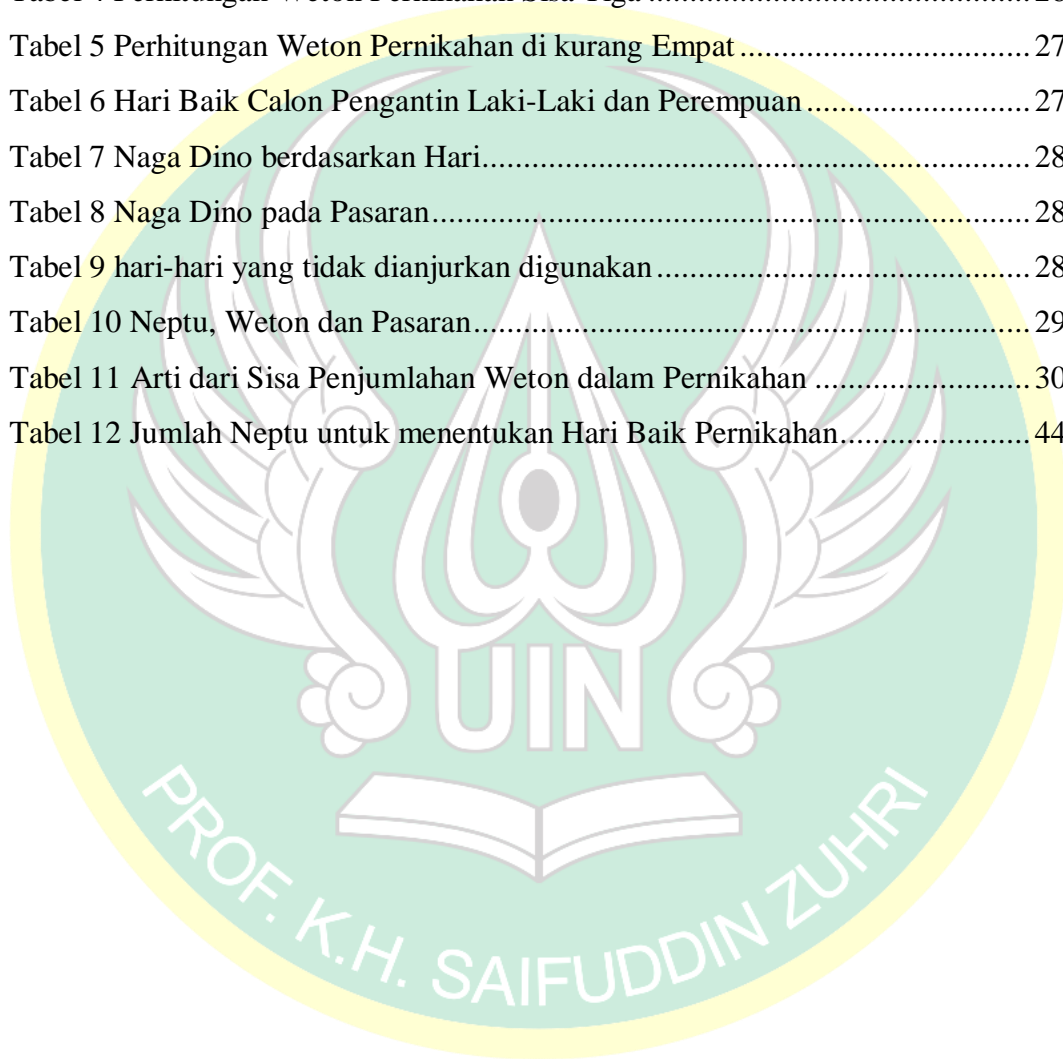 Tabel 5 Perhitungan Weton Pernikahan di kurang Empat ................................ 27
Tabel 6 Hari Baik Calon Pengantin Laki-Laki dan Perempuan ......................... 27
Tabel 7 Naga Dino berdasarkan Hari............................................................ 28
Tabel 8 Naga Dino pada Pasaran................................................................. 28
Tabel 9 hari-hari yang tidak dianjurkan digunakan ......................................... 28
Tabel 10 Neptu, Weton dan Pasaran............................................................. 29
Tabel 11 Arti dari Sisa Penjumlahan Weton dalam Pernikahan ........................ 30
Tabel 12 Jumlah Neptu untuk menentukan Hari Baik Pernikahan...................... 44
UIN
PROF. K.H. SAIFUDDIN ZUHRI